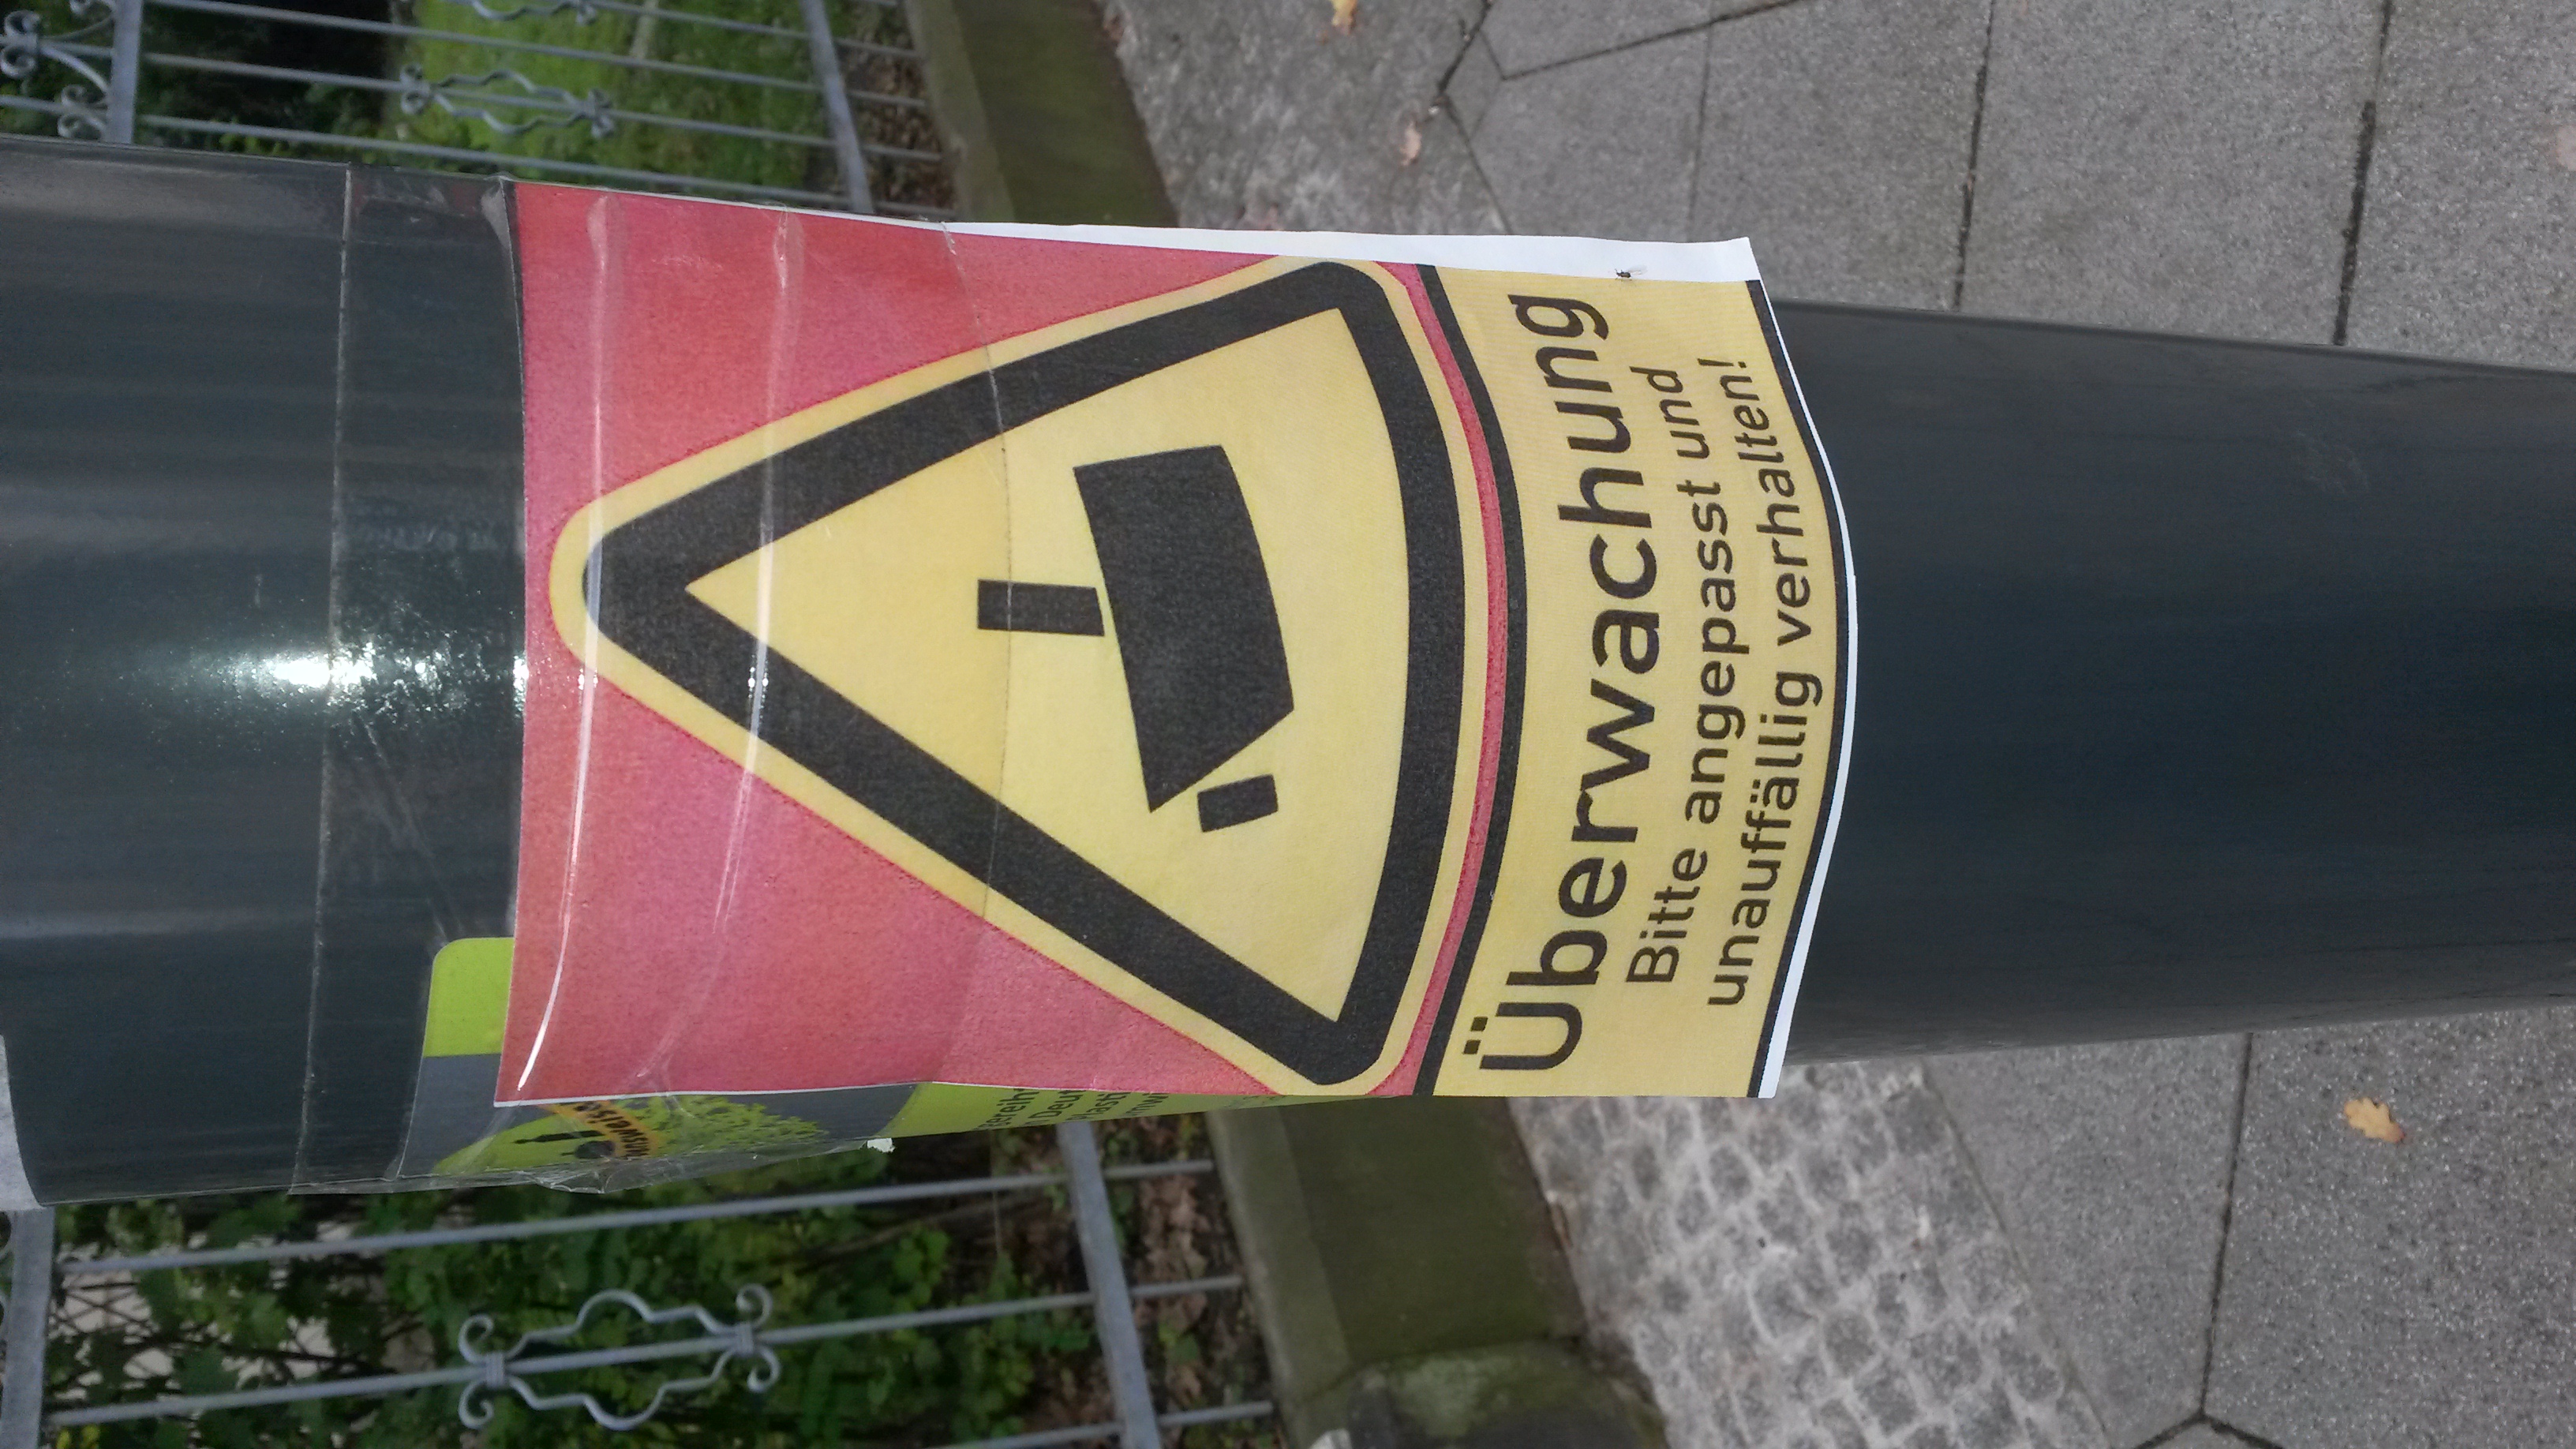 Überwachung
Bitte angepasst und
unauffällig verhalten!